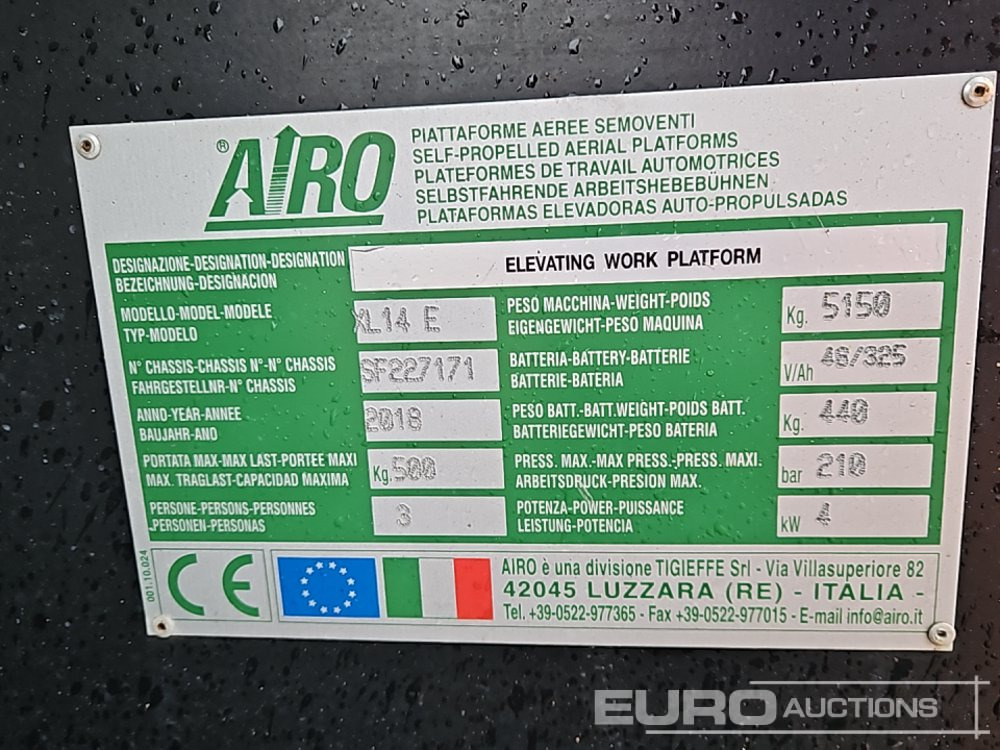 ® AIRO
PIATTAFORME AEREE SEMOVENTI
SELF-PROPELLED AERIAL PLATFORMS
PLATEFORMES DE TRAVAIL AUTOMOTRICES
SELBSTFAHRENDE ARBEITSHEBEBÜHNEN
PLATAFORMAS ELEVADORAS AUTO-PROPULSADAS
DESIGNAZIONE-DESIGNATION-DESIGNATION
BEZEICHNUNG-DESIGNACION
ELEVATING WORK PLATFORM
MODELLO-MODEL-MODELE
TYP-MODELO
XL14 E
PESO MACCHINA-WEIGHT-POIDS
EIGENGEWICHT-PESO MAQUINA
Kg. 5150
N° CHASSIS-CHASSIS N°-N° CHASSIS
FAHRGESTELLNR-N° CHASSIS
SF227171
BATTERIA-BATTERY-BATTERIE
BATTERIE-BATERIA
V/Ah 48/325
ANNO-YEAR-ANNEE
BAUJAHR-ANO
2018
PESO BATT.-BATT.WEIGHT-POIDS BATT.
BATTERIEGEWICHT-PESO BATERIA
Kg. 440
PORTATA MAX-MAX LAST-PORTEE MAXI
MAX. TRAGLAST-CAPACIDAD MAXIMA
Kg. 500
PRESS. MAX.-MAX PRESS.-PRESS. MAXI.
ARBEITSDRUCK-PRESION MAX.
bar 210
PERSONE-PERSONS-PERSONNES
PERSONEN-PERSONAS
3
POTENZA-POWER-PUISSANCE
LEISTUNG-POTENCIA
kW 4
001.10.024
CE
AIRO è una divisione TIGIEFFE Srl - Via Villasuperiore 82
42045 LUZZARA (RE) - ITALIA -
Tel. +39-0522-977365 - Fax +39-0522-977015 - E-mail info@airo.it
EURO AUCTIONS